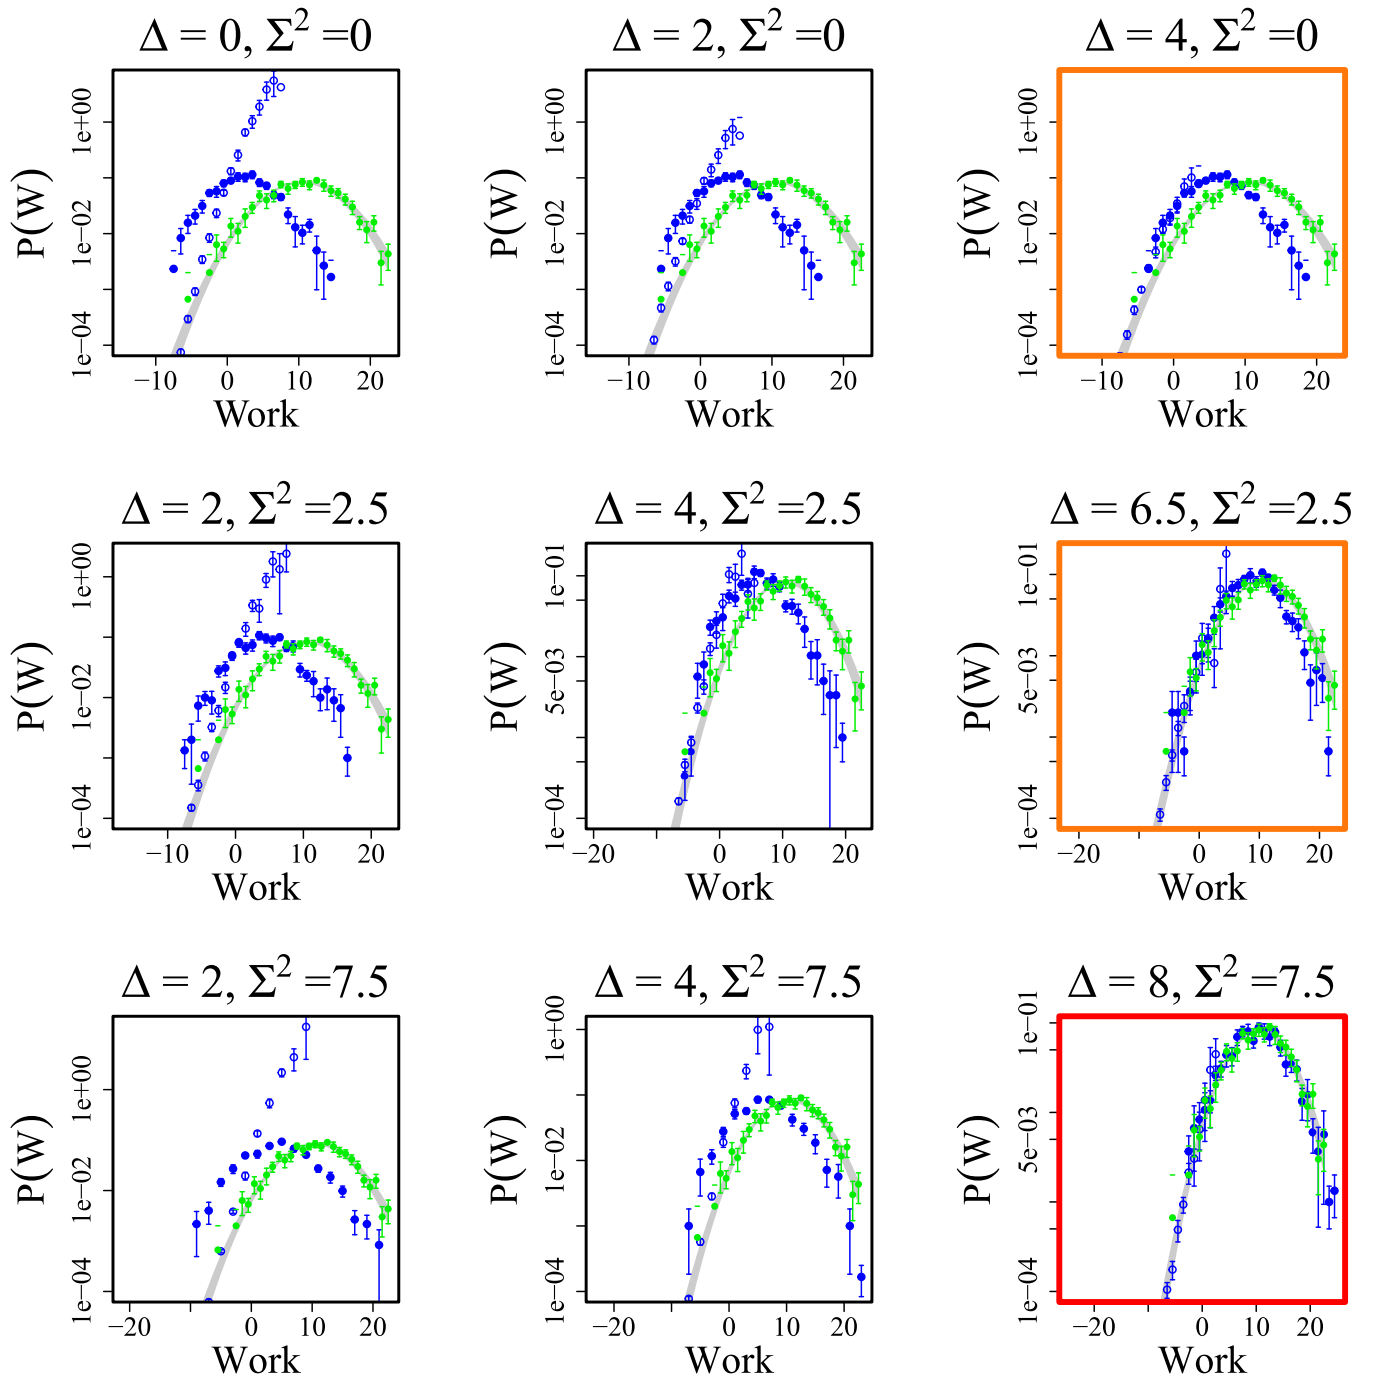 Δ = 0, Σ² =0
Δ = 2, Σ² =0
Δ = 4, Σ² =0
P(W)
1e−04 1e−02 1e+00
−10 0 10 20
Work
P(W)
1e−04 1e−02 1e+00
−10 0 10 20
Work
P(W)
1e−04 1e−02 1e+00
−10 0 10 20
Work
Δ = 2, Σ² =2.5
Δ = 4, Σ² =2.5
Δ = 6.5, Σ² =2.5
P(W)
1e−04 1e−02 1e+00
−10 0 10 20
Work
P(W)
1e−04 5e−03 1e−01
−20 0 10 20
Work
P(W)
1e−04 5e−03 1e−01
−20 0 10 20
Work
Δ = 2, Σ² =7.5
Δ = 4, Σ² =7.5
Δ = 8, Σ² =7.5
P(W)
1e−04 1e−02 1e+00
−20 0 10 20
Work
P(W)
1e−04 1e−02 1e+00
−20 0 10 20
Work
P(W)
1e−04 5e−03 1e−01
−20 0 10 20
Work